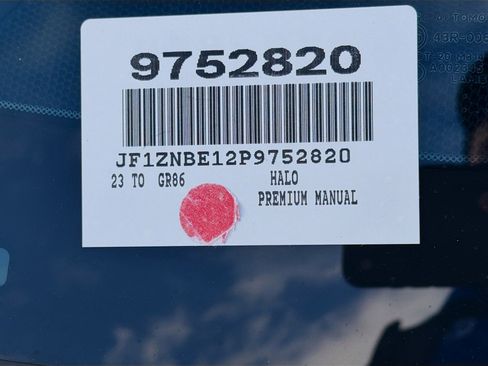 9752820
JF1ZNBE12P9752820
23 TO GR86 HALO
PREMIUM MANUAL